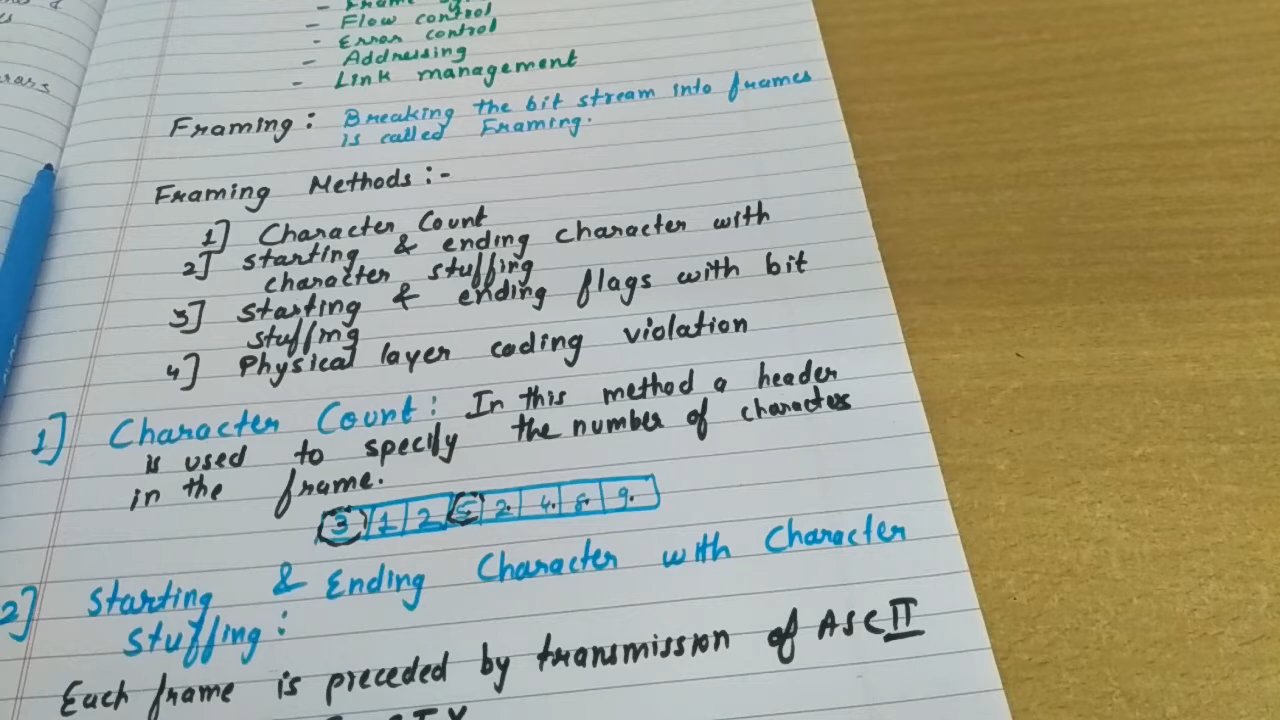 - Flow control
- Error control
- Addressing
- Link management
Framing : Breaking the bit stream into frames
is called Framing.
Framing Methods :-
1] Character Count
2] starting & ending character with
character stuffing
3] starting & ending flags with bit
stuffing
4] Physical layer coding violation
1] Character Count : In this method a header
is used to specify the number of characters
in the frame.
3 1 2 5 2. 4. 8. 9.
2] Starting & Ending Character with Character
stuffing :
Each frame is preceded by transmission of ASCII